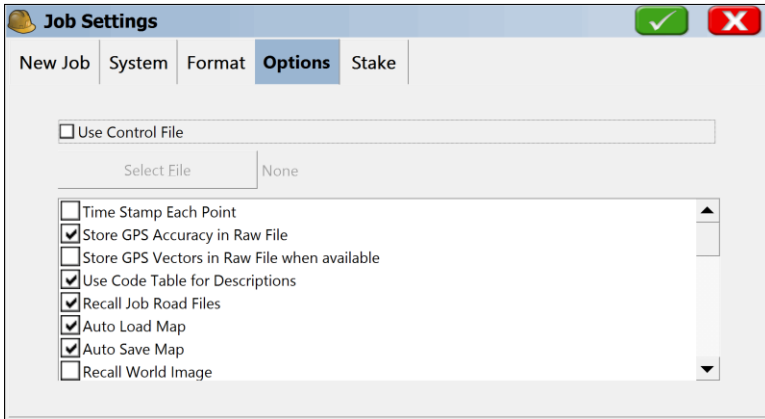 Job Settings
New Job System Format Options Stake
Use Control File
Select File None
Time Stamp Each Point
Store GPS Accuracy in Raw File
Store GPS Vectors in Raw File when available
Use Code Table for Descriptions
Recall Job Road Files
Auto Load Map
Auto Save Map
Recall World Image